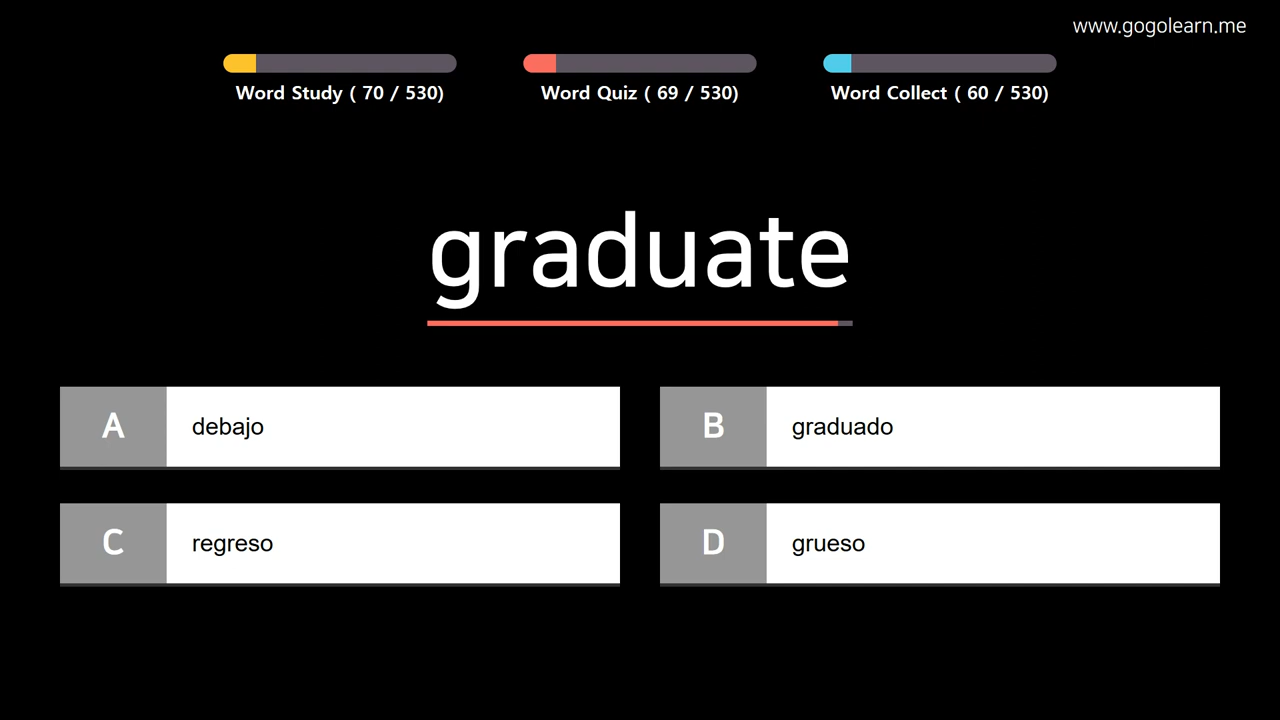 www.gogolearn.me
Word Study ( 70 / 530)
Word Quiz ( 69 / 530)
Word Collect ( 60 / 530)
graduate
A debajo
B graduado
C regreso
D grueso